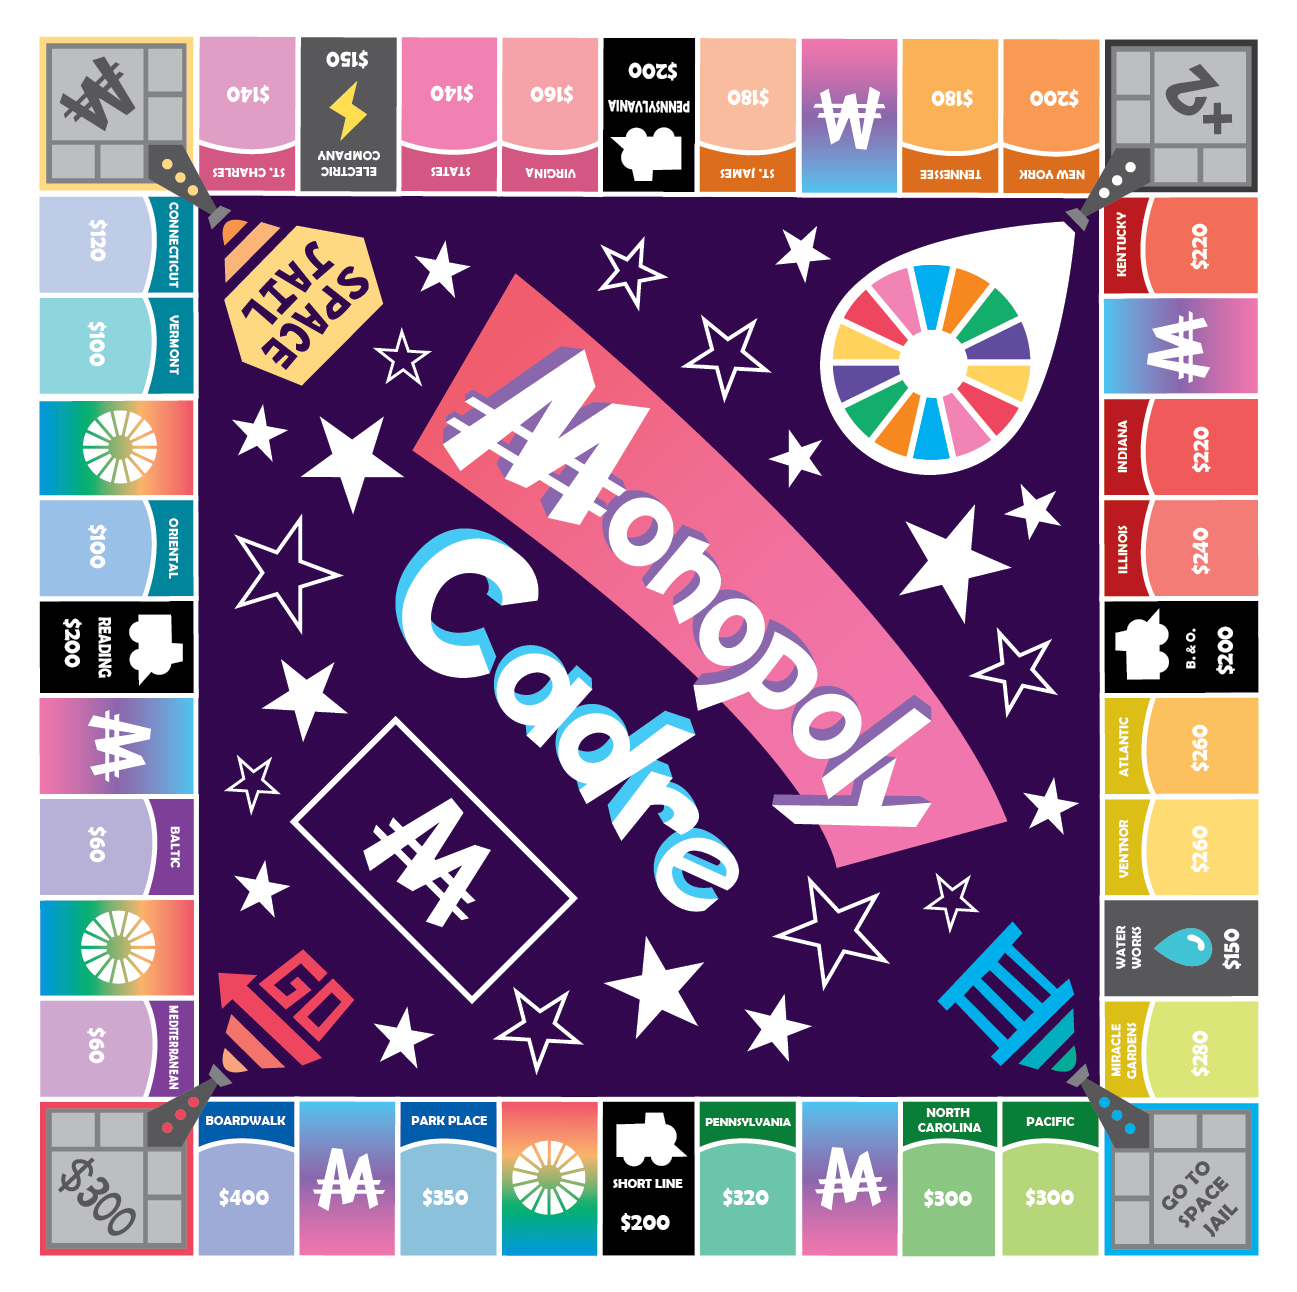 $140
ST. CHARLES
$150
ELECTRIC
COMPANY
$140
STATES
$160
VIRGINA
$200
PENNSYLVANIA
$180
ST. JAMES
$180
TENNESSEE
$200
NEW YORK
2+
KENTUCKY
$220
INDIANA
$220
ILLINOIS
$240
B. & O.
$200
ATLANTIC
$260
VENTNOR
$260
WATER
WORKS
$150
MIRACLE
GARDENS
$280
GO TO
SPACE
JAIL
PACIFIC
$300
NORTH
CAROLINA
$300
PENNSYLVANIA
$320
SHORT LINE
$200
PARK PLACE
$350
BOARDWALK
$400
$300
MEDITERRANEAN
$60
BALTIC
$60
READING
$200
ORIENTAL
$100
VERMONT
$100
CONNECTICUT
$120
SPACE
JAIL
Monopoly
Cadre
GO